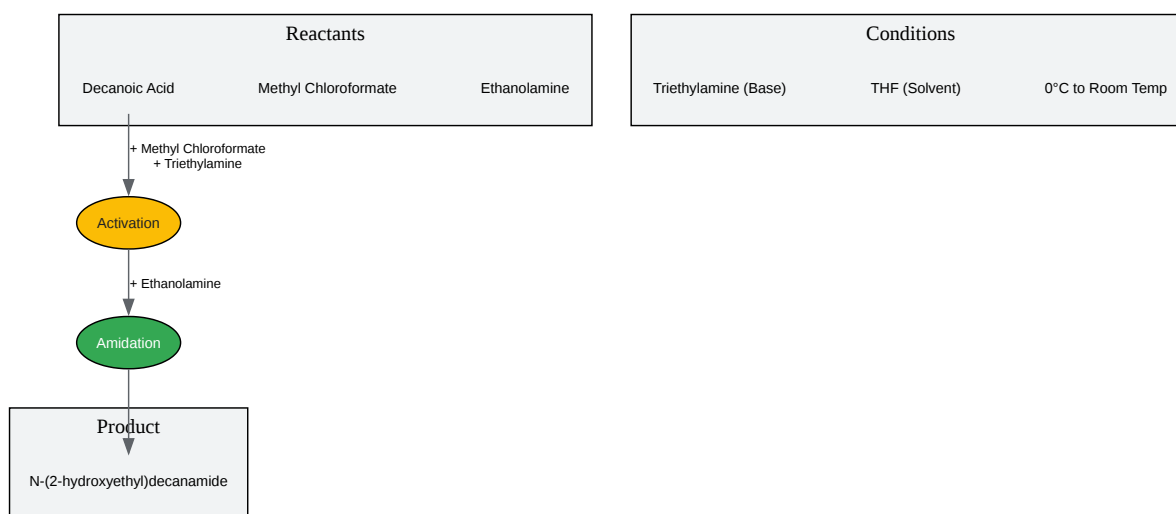 Reactants
Decanoic Acid
Methyl Chloroformate
Ethanolamine
Conditions
Triethylamine (Base)
THF (Solvent)
0°C to Room Temp
+ Methyl Chloroformate
+ Triethylamine
Activation
+ Ethanolamine
Amidation
Product
N-(2-hydroxyethyl)decanamide